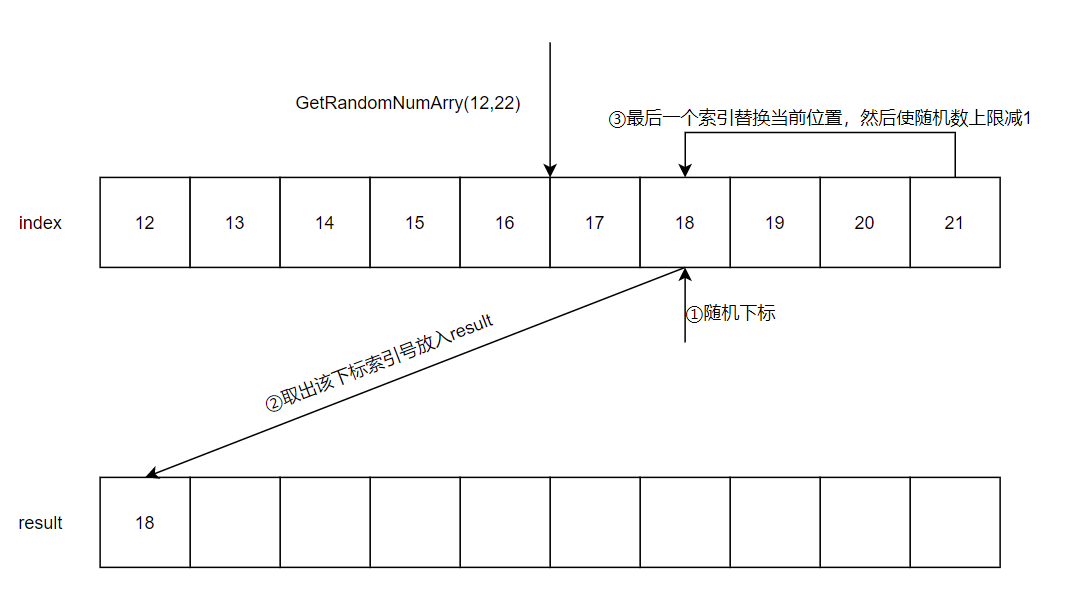 GetRandomNumArry(12,22)
③最后一个索引替换当前位置，然后使随机数上限减1
index
12
13
14
15
16
17
18
19
20
21
①随机下标
②取出该下标索引号放入result
result
18